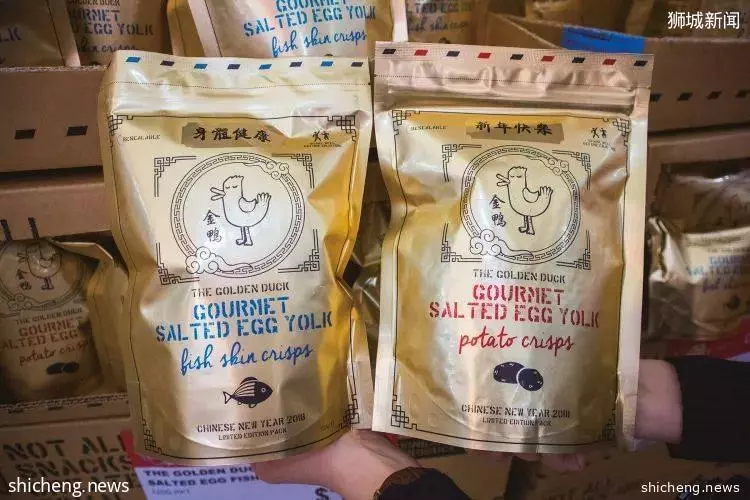 狮城新闻
GOURMET
SALTED EGG YOLK
fish skin crisps
RESEALABLE
身體健康
金鴨
THE GOLDEN DUCK
GOURMET
SALTED EGG YOLK
fish skin crisps
CHINESE NEW YEAR 2018
LIMITED EDITION PACK
RESEALABLE
新年快樂
金鴨
THE GOLDEN DUCK
GOURMET
SALTED EGG YOLK
potato crisps
CHINESE NEW YEAR 2018
LIMITED EDITION PACK
金鴨
THE GOLDEN
GOURMET
SALTED EGG
potato crisps
NOT ALL
SNACKS
THE GOLDEN DUCK
SALTED EGG FISH
$
shicheng.news
shicheng.news